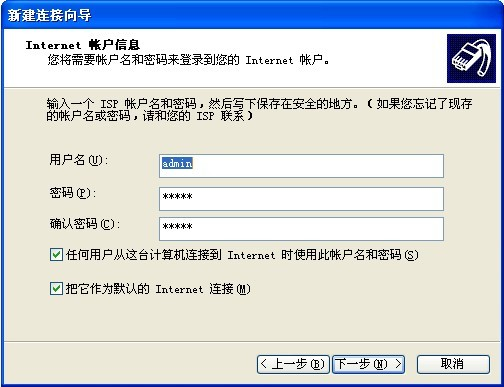 新建连接向导
Internet 帐户信息
您将需要帐户名和密码来登录到您的 Internet 帐户。
输入一个 ISP 帐户名和密码，然后写下保存在安全的地方。（如果您忘记了现存
的帐户名或密码，请和您的 ISP 联系）
用户名(U):
admin
密码(P):
*****
确认密码(C):
*****
任何用户从这台计算机连接到 Internet 时使用此帐户名和密码(S)
把它作为默认的 Internet 连接(M)
< 上一步(B) 下一步(N) > 取消